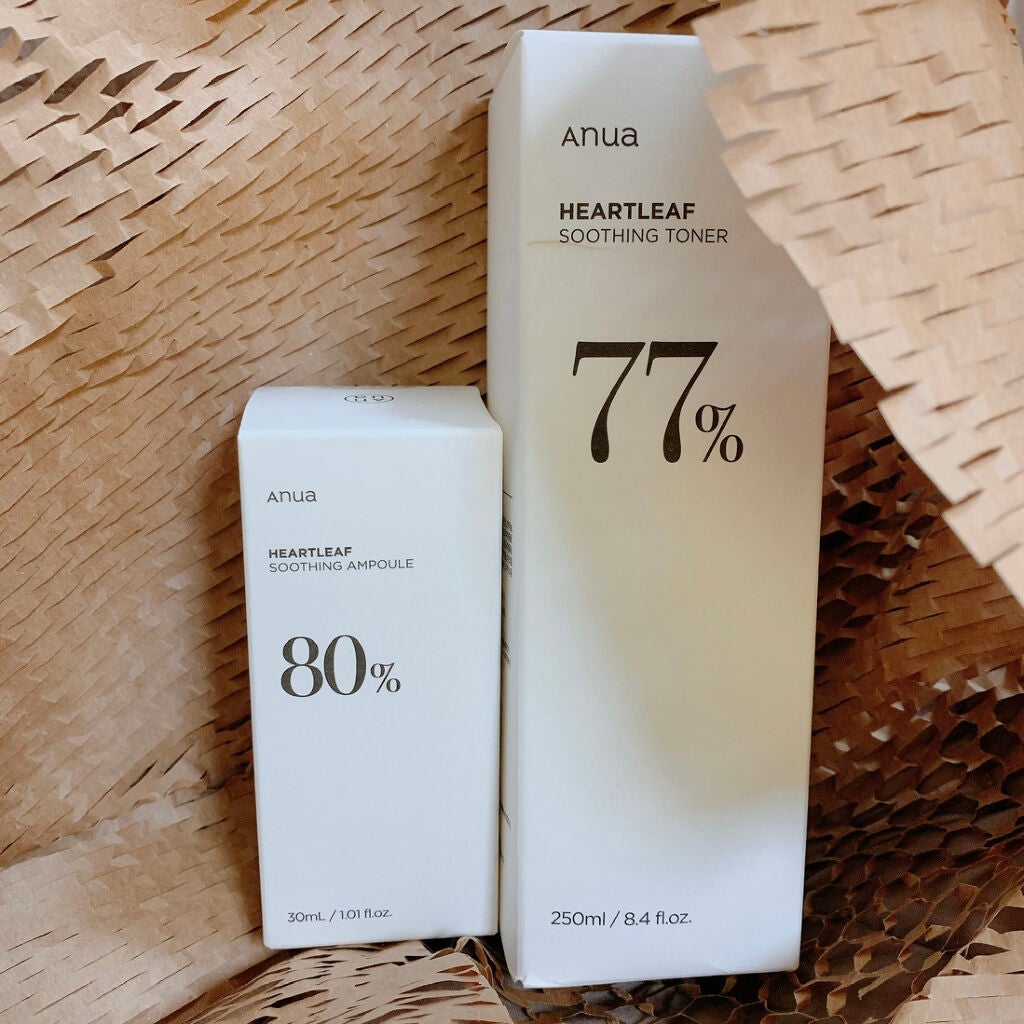 Anua
HEARTLEAF
SOOTHING TONER
77%
250ml / 8.4 fl.oz.
Anua
HEARTLEAF
SOOTHING AMPOULE
80%
30mL / 1.01 fl.oz.